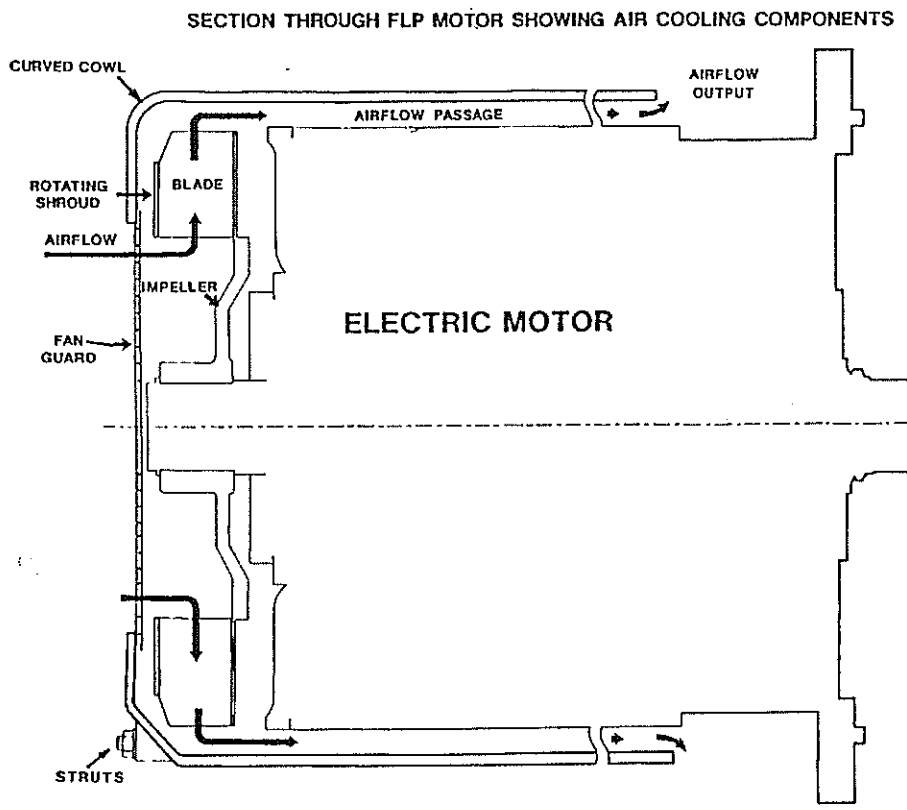 SECTION THROUGH FLP MOTOR SHOWING AIR COOLING COMPONENTS
CURVED COWL
AIRFLOW
OUTPUT
AIRFLOW PASSAGE
BLADE
ROTATING
SHROUD
AIRFLOW
IMPELLER
ELECTRIC MOTOR
FAN
GUARD
STRUTS